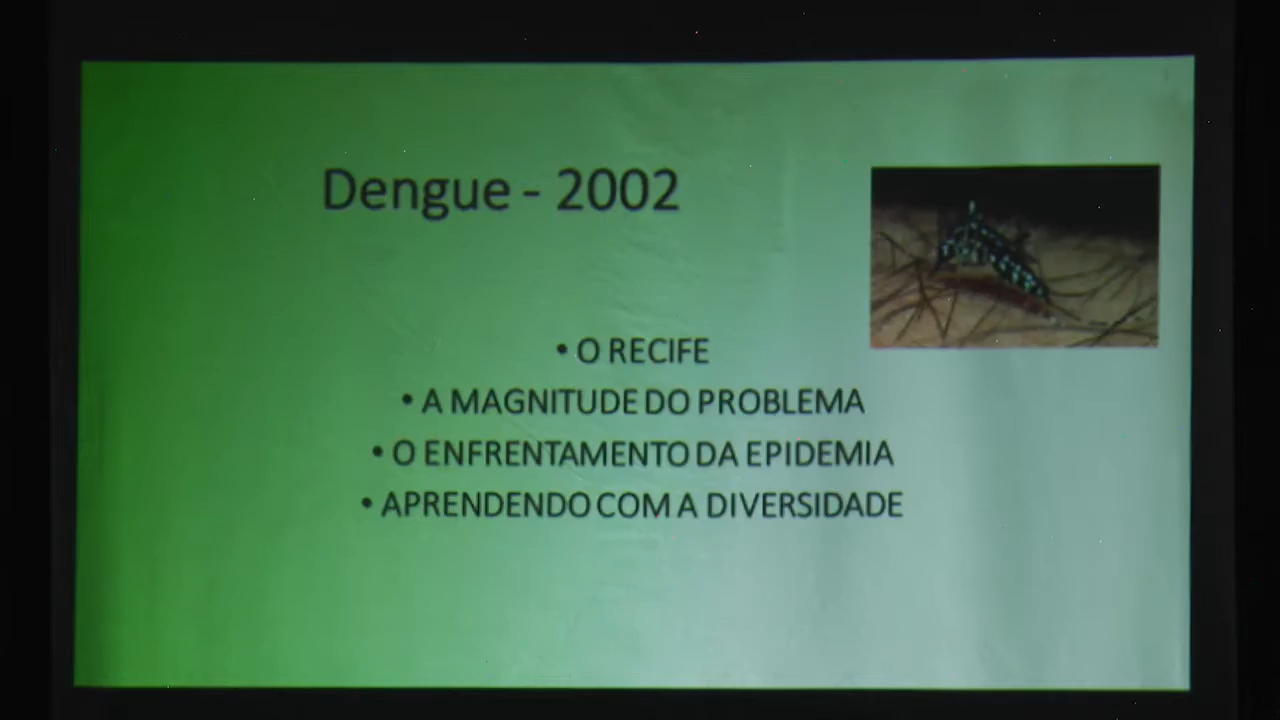 Dengue - 2002
• O RECIFE
• A MAGNITUDE DO PROBLEMA
• O ENFRENTAMENTO DA EPIDEMIA
• APRENDENDO COM A DIVERSIDADE